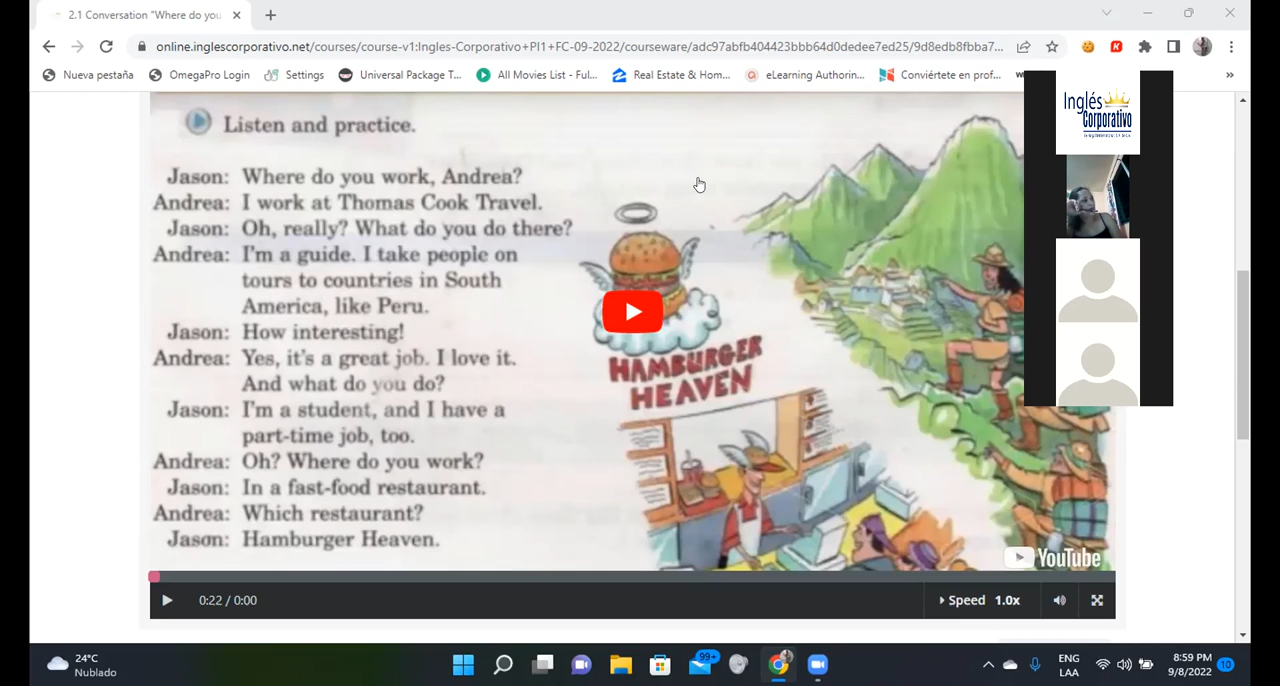 2.1 Conversation "Where do you
online.inglescorporativo.net/courses/course-v1:Ingles-Corporativo+PI1+FC-09-2022/courseware/adc97abfb404423bbb64d0dedee7ed25/9d8edb8fbba7...
Nueva pestaña
OmegaPro Login
Settings
Universal Package T...
All Movies List - Ful...
Real Estate & Hom...
eLearning Authorin...
Conviértete en prof...
»
Inglés
Corporativo
Listen and practice.
Jason: Where do you work, Andrea?
Andrea: I work at Thomas Cook Travel.
Jason: Oh, really? What do you do there?
Andrea: I'm a guide. I take people on
tours to countries in South
America, like Peru.
Jason: How interesting!
Andrea: Yes, it's a great job. I love it.
And what do you do?
Jason: I'm a student, and I have a
part-time job, too.
Andrea: Oh? Where do you work?
Jason: In a fast-food restaurant.
Andrea: Which restaurant?
Jason: Hamburger Heaven.
HAMBURGER
HEAVEN
YouTube
0:22 / 0:00
Speed 1.0x
24°C
Nublado
99+
ENG
LAA
8:59 PM
9/8/2022
10